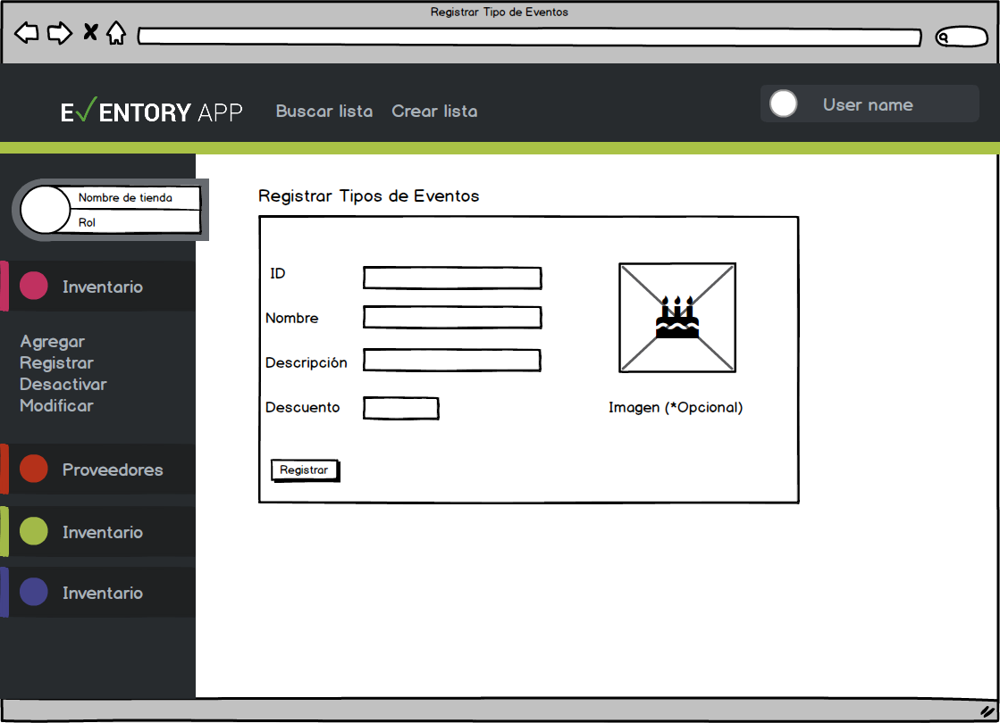 Registrar Tipo de Eventos
E✓ENTORY APP
Buscar lista
Crear lista
User name
Nombre de tienda
Rol
Inventario
Agregar
Registrar
Desactivar
Modificar
Proveedores
Inventario
Inventario
Registrar Tipos de Eventos
ID
Nombre
Descripción
Descuento
Imagen (*Opcional)
Registrar